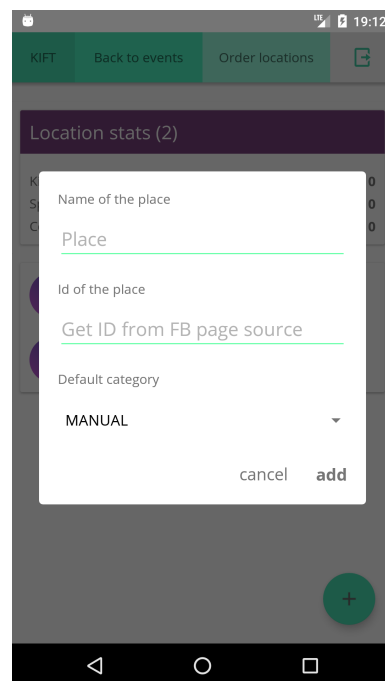 LTE 19:12
KIFT Back to events Order locations
Location stats (2)
0
0
0
Name of the place
Place
Id of the place
Get ID from FB page source
Default category
MANUAL
cancel add
+